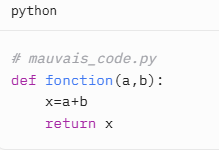 python
# mauvais_code.py
def fonction(a,b):
    x=a+b
    return x